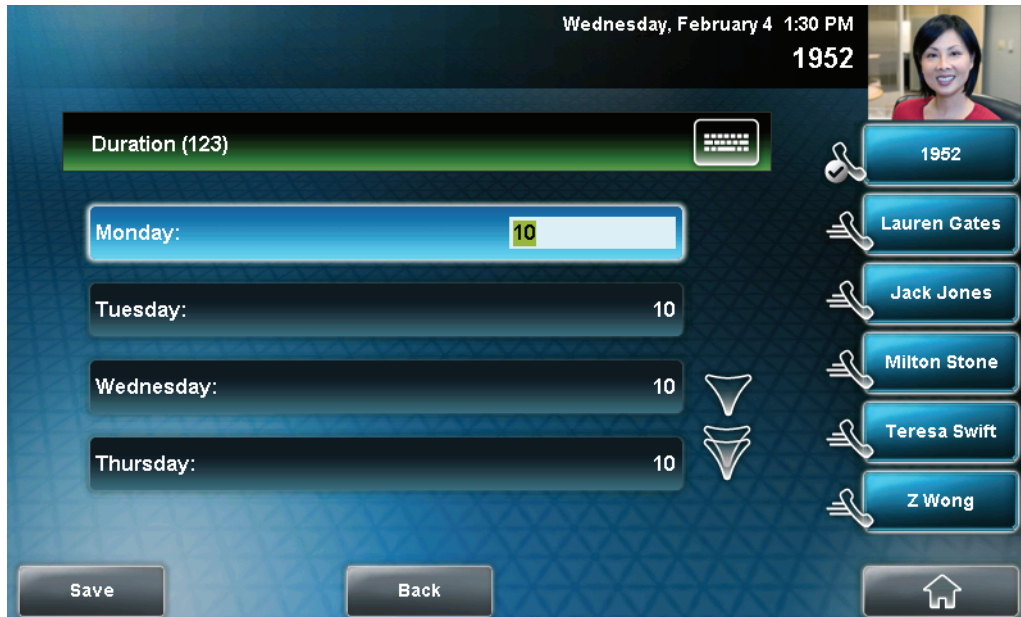 Wednesday, February 4 1:30 PM
1952
Duration (123)
Monday: 10
Tuesday: 10
Wednesday: 10
Thursday: 10
1952
Lauren Gates
Jack Jones
Milton Stone
Teresa Swift
Z Wong
Save Back